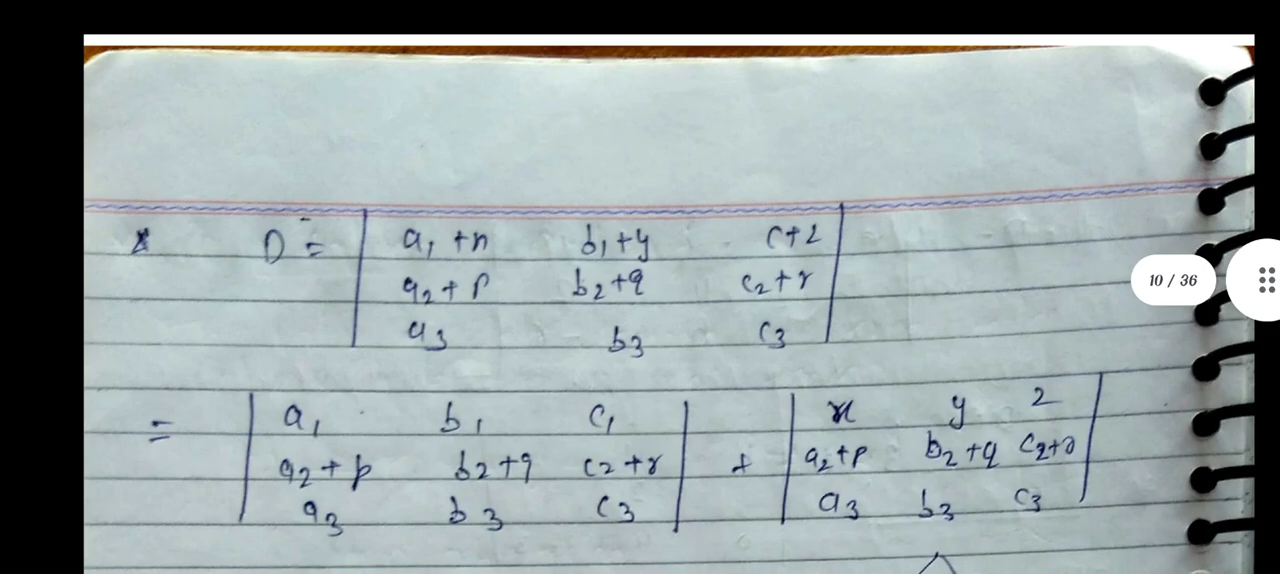 * D = | a₁ + x b₁ + y c + z |
| a₂ + p b₂ + q c₂ + r |
| a₃ b₃ c₃ |
10 / 36
= | a₁ b₁ c₁ | + | x y z |
| a₂ + p b₂ + q c₂ + r | | a₂ + p b₂ + q c₂ + r |
| a₃ b₃ c₃ | | a₃ b₃ c₃ |